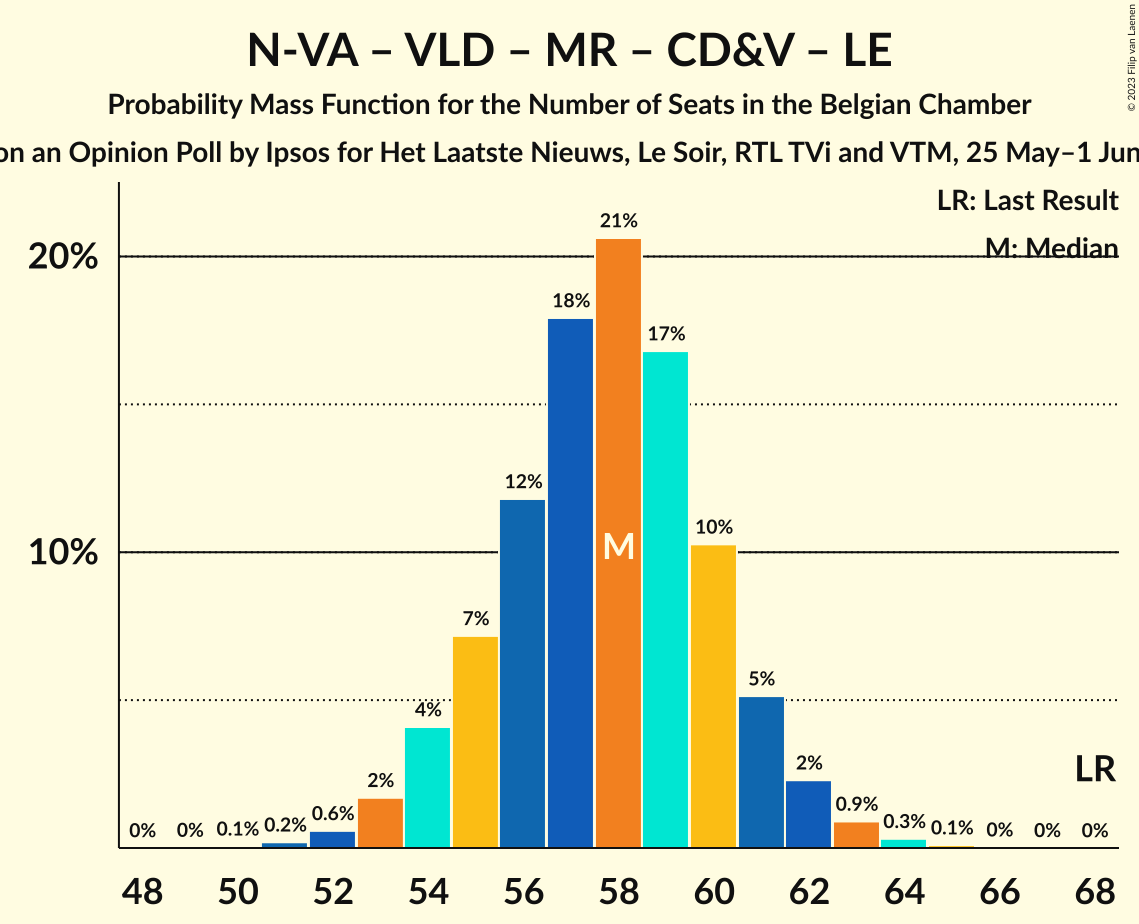 N-VA – VLD – MR – CD&V – LE
Probability Mass Function for the Number of Seats in the Belgian Chamber
on an Opinion Poll by Ipsos for Het Laatste Nieuws, Le Soir, RTL TVi and VTM, 25 May–1 Jun
© 2023 Filip van Laenen
LR: Last Result
M: Median
20%
10%
21%
18%
17%
12%
10%
7%
5%
4%
2%
2%
0.9%
0.6%
0.3%
0.2%
0.1%
0.1%
0%
0%
0%
0%
0%
M
LR
48 50 52 54 56 58 60 62 64 66 68